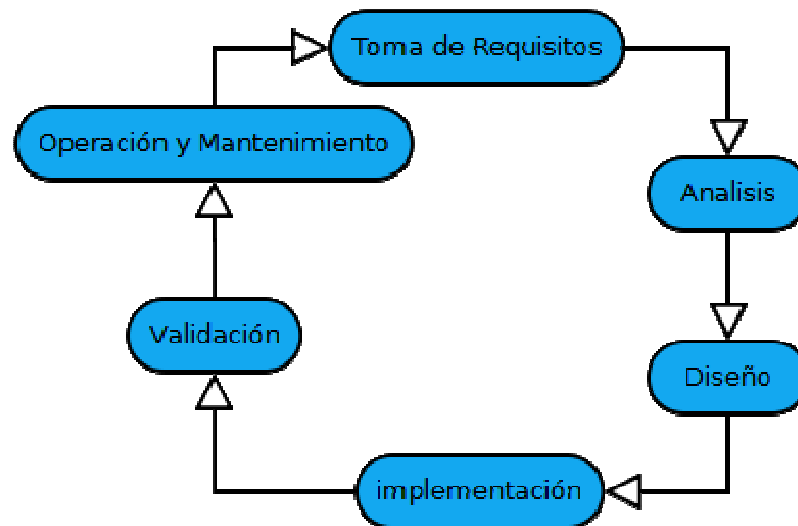 Toma de Requisitos
Operación y Mantenimiento
Analisis
Validación
Diseño
implementación